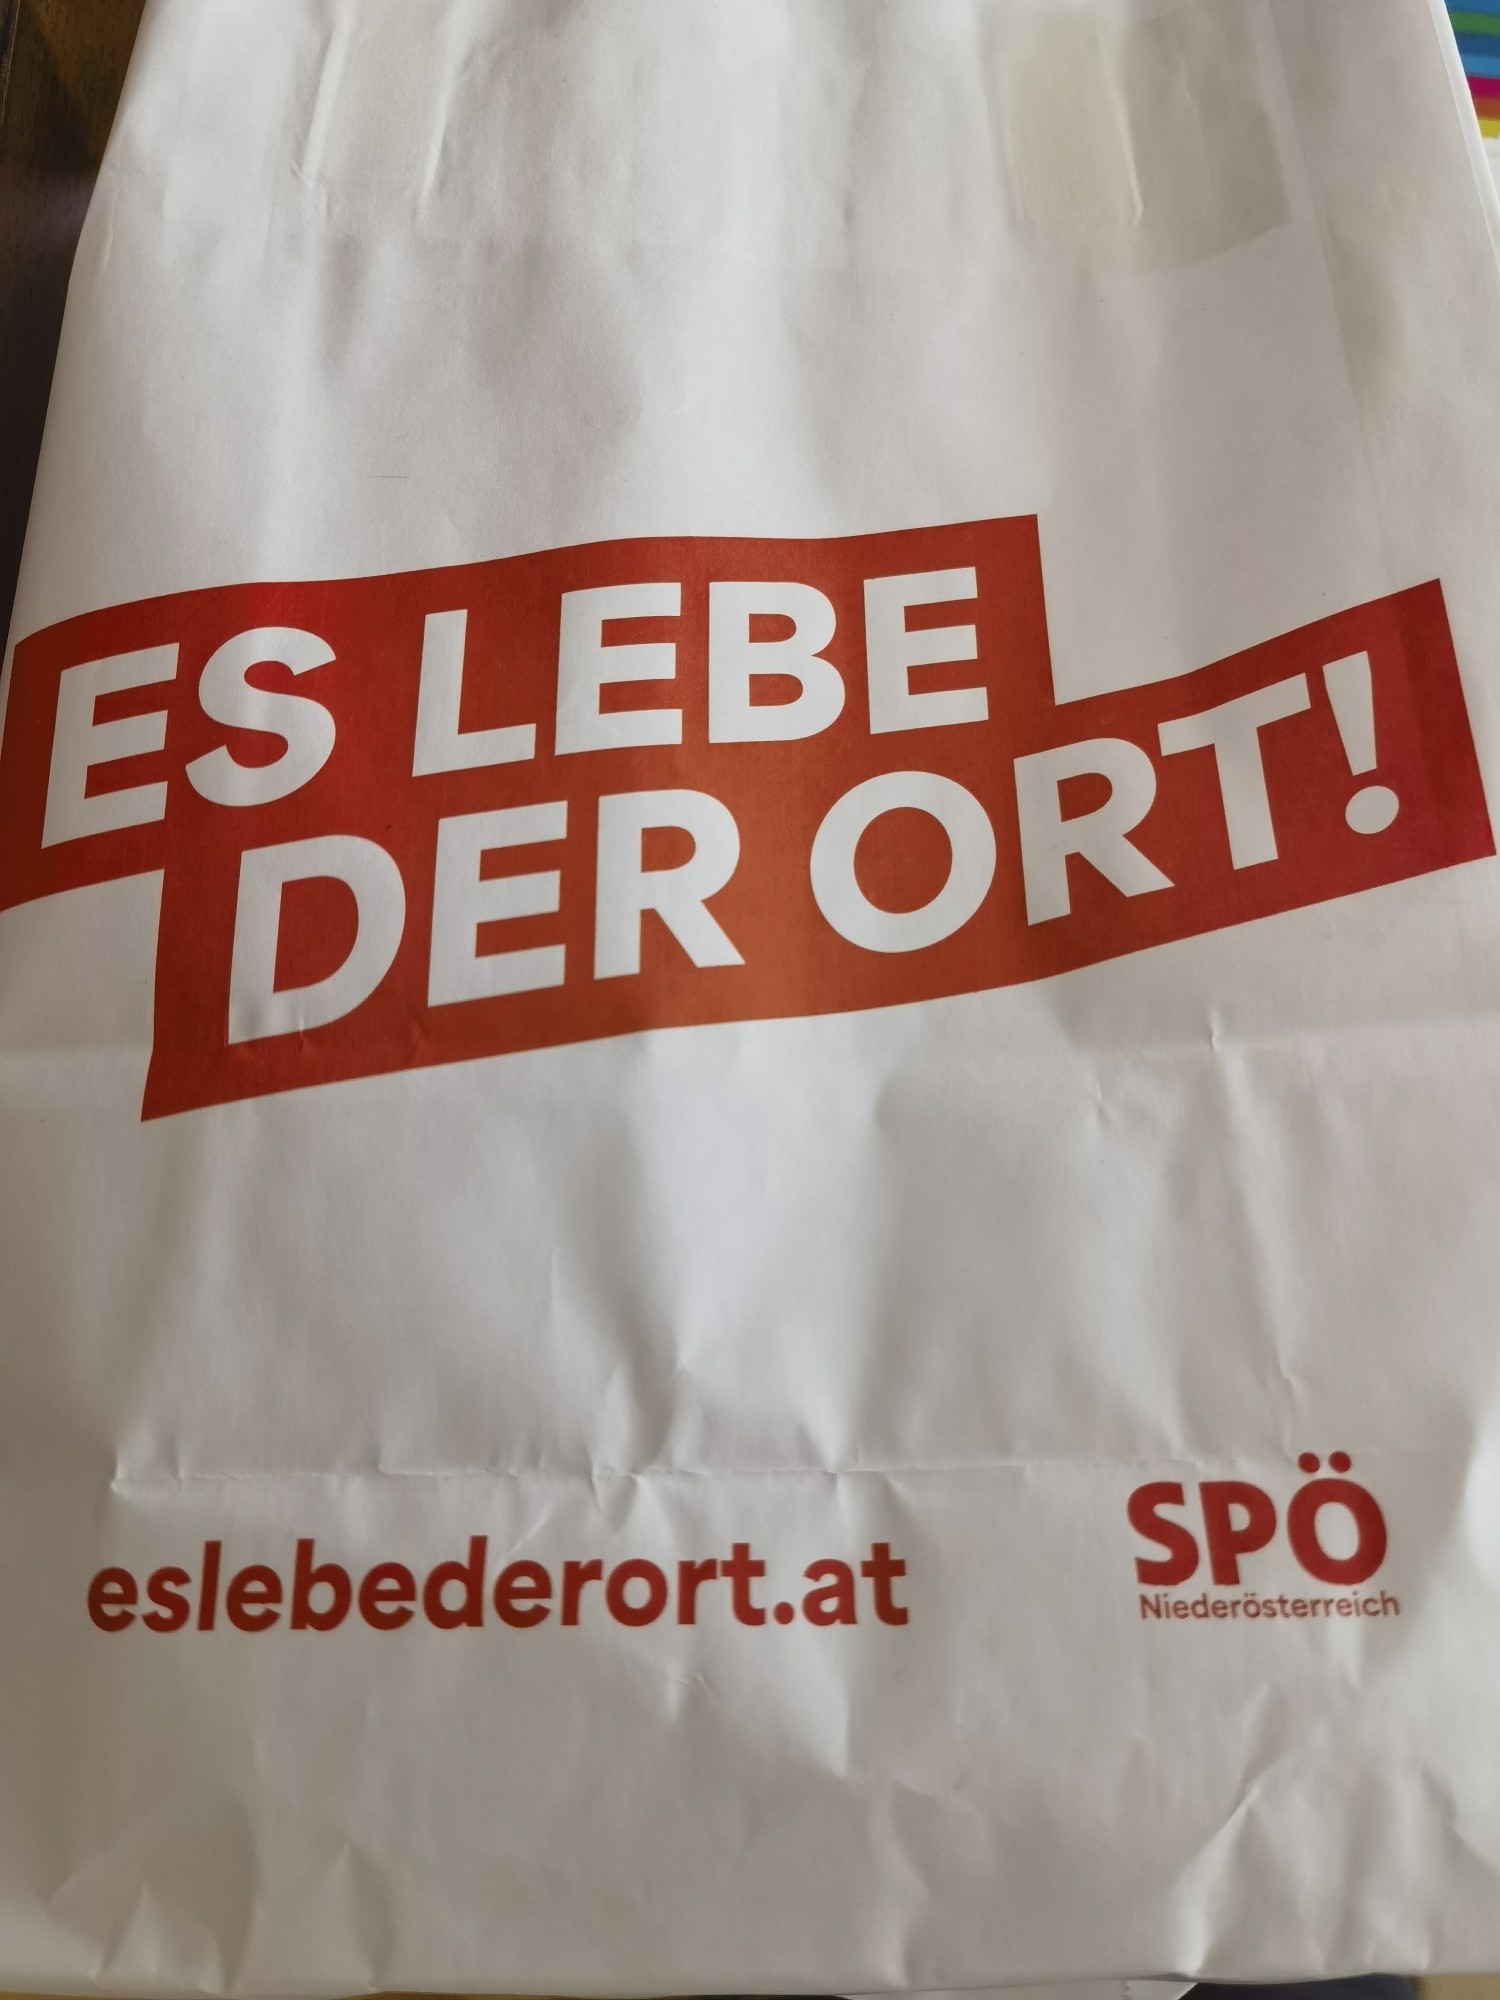 ES LEBE
DER ORT!
eslebederort.at
SPÖ
Niederösterreich